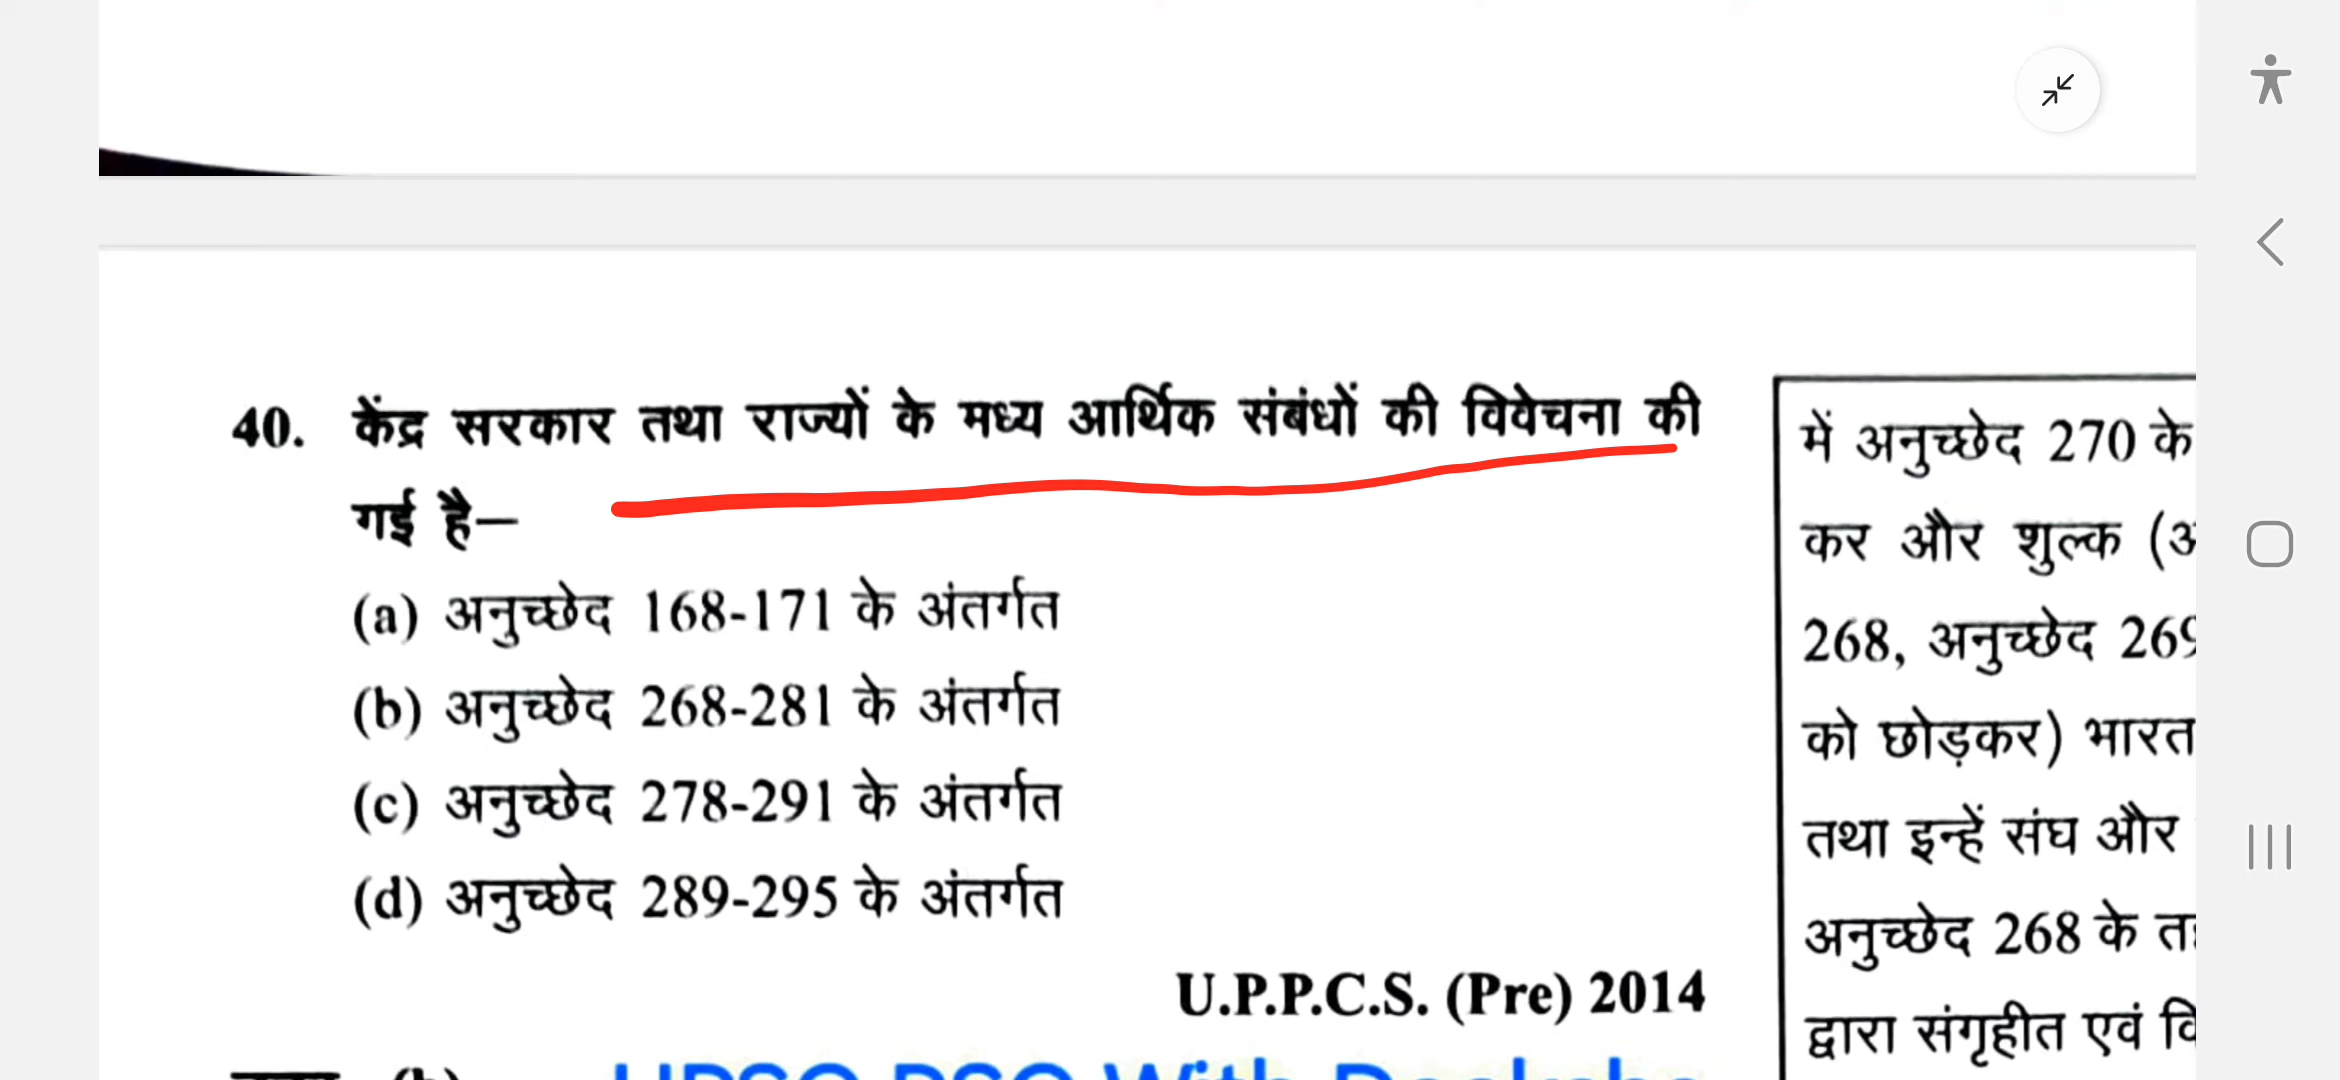 40. केंद्र सरकार तथा राज्यों के मध्य आर्थिक संबंधों की विवेचना की
गई है–
(a) अनुच्छेद 168-171 के अंतर्गत
(b) अनुच्छेद 268-281 के अंतर्गत
(c) अनुच्छेद 278-291 के अंतर्गत
(d) अनुच्छेद 289-295 के अंतर्गत
U.P.P.C.S. (Pre) 2014
(b)
में अनुच्छेद 270 के
कर और शुल्क
268, अनुच्छेद 269
को छोड़कर) भारत
तथा इन्हें संघ और
अनुच्छेद 268 के
द्वारा संगृहीत एवं